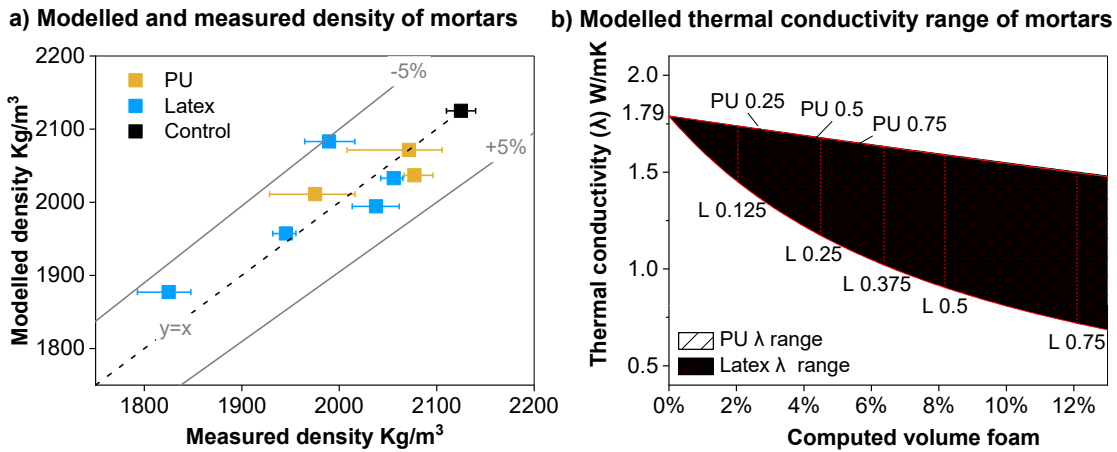 a) Modelled and measured density of mortars
2200
2100
2000
1900
1800
Modelled density Kg/m³
PU
Latex
Control
-5%
+5%
y=x
1800
1900
2000
2100
2200
Measured density Kg/m³
b) Modelled thermal conductivity range of mortars
2.0
1.79
1.5
1.0
0.5
Thermal conductivity (λ) W/mK
PU 0.25
PU 0.5
PU 0.75
L 0.125
L 0.25
L 0.375
L 0.5
L 0.75
PU λ range
Latex λ range
0%
2%
4%
6%
8%
10%
12%
Computed volume foam